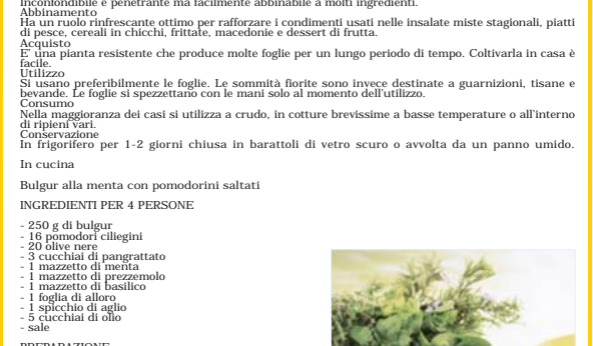 Inconfondibile e penetrante ma facilmente abbinabile a molti ingredienti.
Abbinamento
Ha un ruolo rinfrescante ottimo per rafforzare i condimenti usati nelle insalate miste stagionali, piatti
di pesce, cereali in chicchi, frittate, macedonie e dessert di frutta.
Acquisto
E' una pianta resistente che produce molte foglie per un lungo periodo di tempo. Coltivarla in casa è
facile.
Utilizzo
Si usano preferibilmente le foglie. Le sommità fiorite sono invece destinate a guarnizioni, tisane e
bevande. Le foglie si spezzettano con le mani solo al momento dell'utilizzo.
Consumo
Nella maggioranza dei casi si utilizza a crudo, in cotture brevissime a basse temperature o all'interno
di ripieni vari.
Conservazione
In frigorifero per 1-2 giorni chiusa in barattoli di vetro scuro o avvolta da un panno umido.
In cucina
Bulgur alla menta con pomodorini saltati
INGREDIENTI PER 4 PERSONE
- 250 g di bulgur
- 16 pomodori ciliegini
- 20 olive nere
- 3 cucchiai di pangrattato
- 1 mazzetto di menta
- 1 mazzetto di prezzemolo
- 1 mazzetto di basilico
- 1 foglia di alloro
- 1 spicchio di aglio
- 5 cucchiai di olio
- sale
PREPARAZIONE